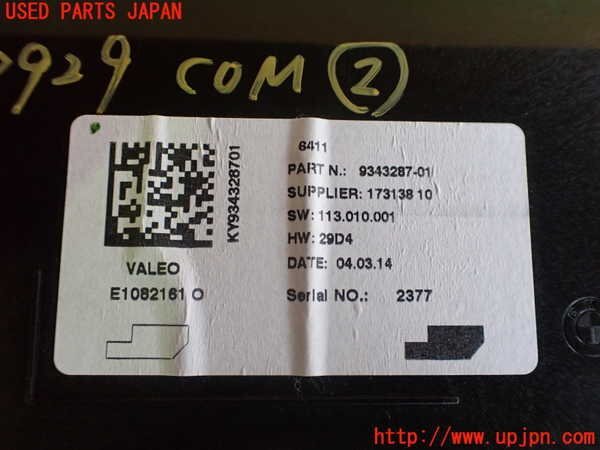 USED PARTS JAPAN
929 COM 2
6411
PART N.: 9343287-01
SUPPLIER: 173138 10
SW: 113.010.001
HW: 29D4
DATE: 04.03.14
Serial NO.: 2377
KY934328701
VALEO
E1082161 O
http://www.upjpn.com/